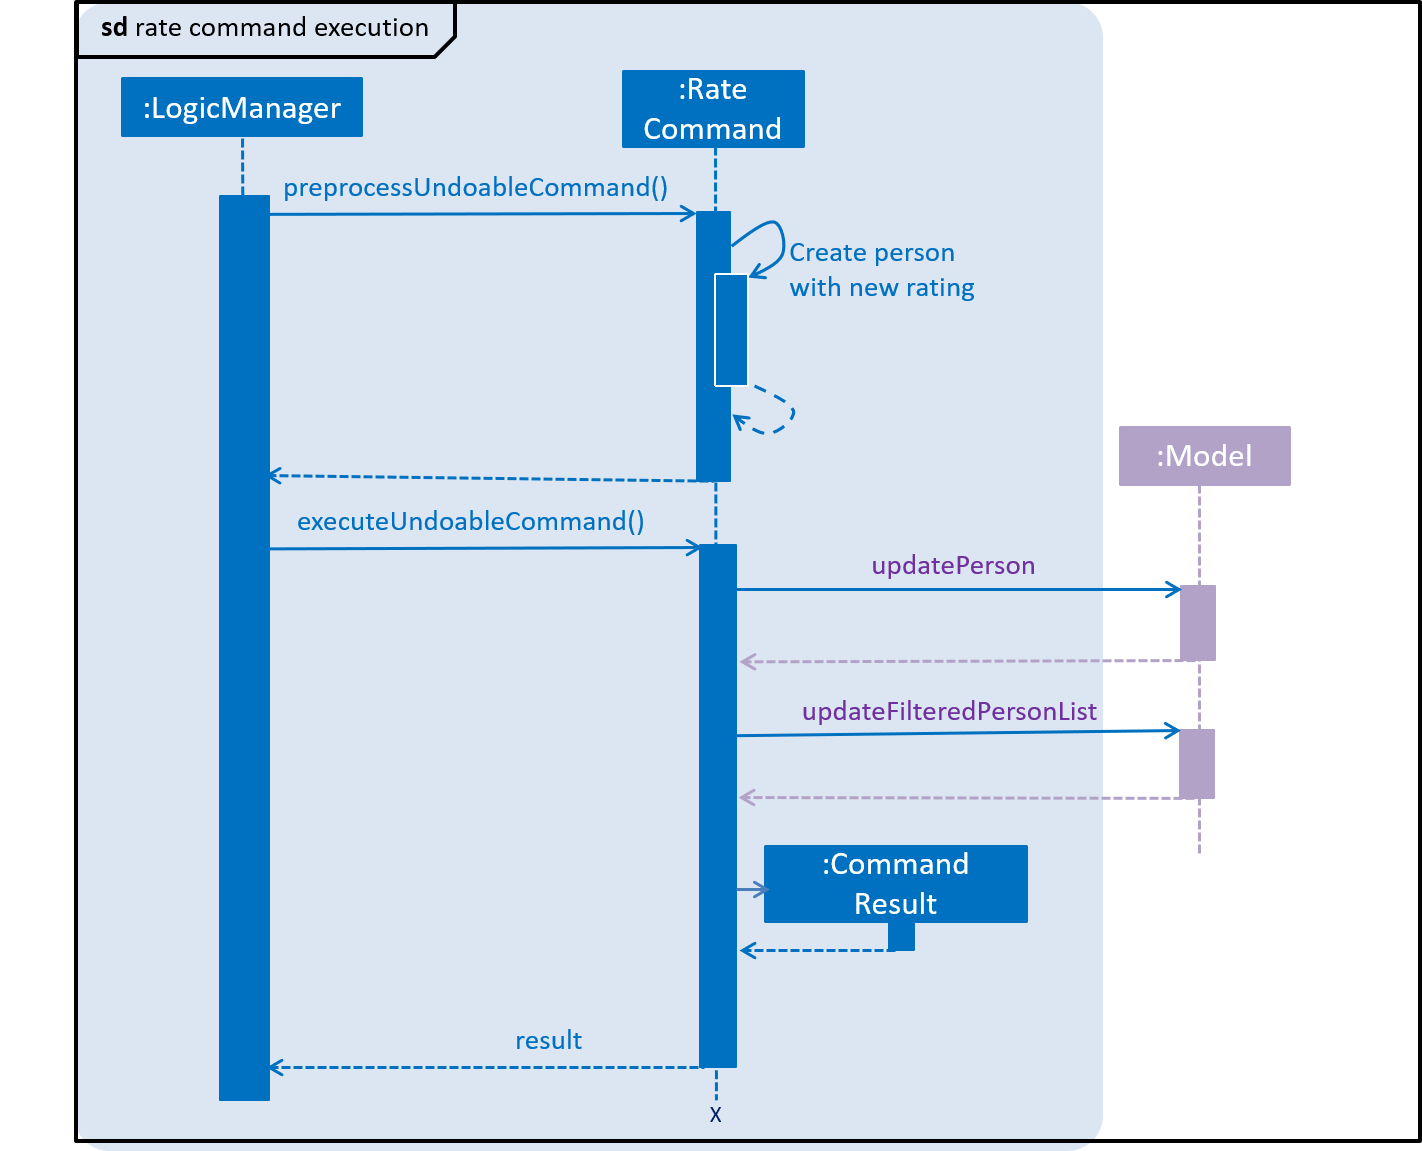 sd rate command execution
:LogicManager
:Rate
Command
preprocessUndoableCommand()
Create person
with new rating
:Model
executeUndoableCommand()
updatePerson
updateFilteredPersonList
:Command
Result
result
X